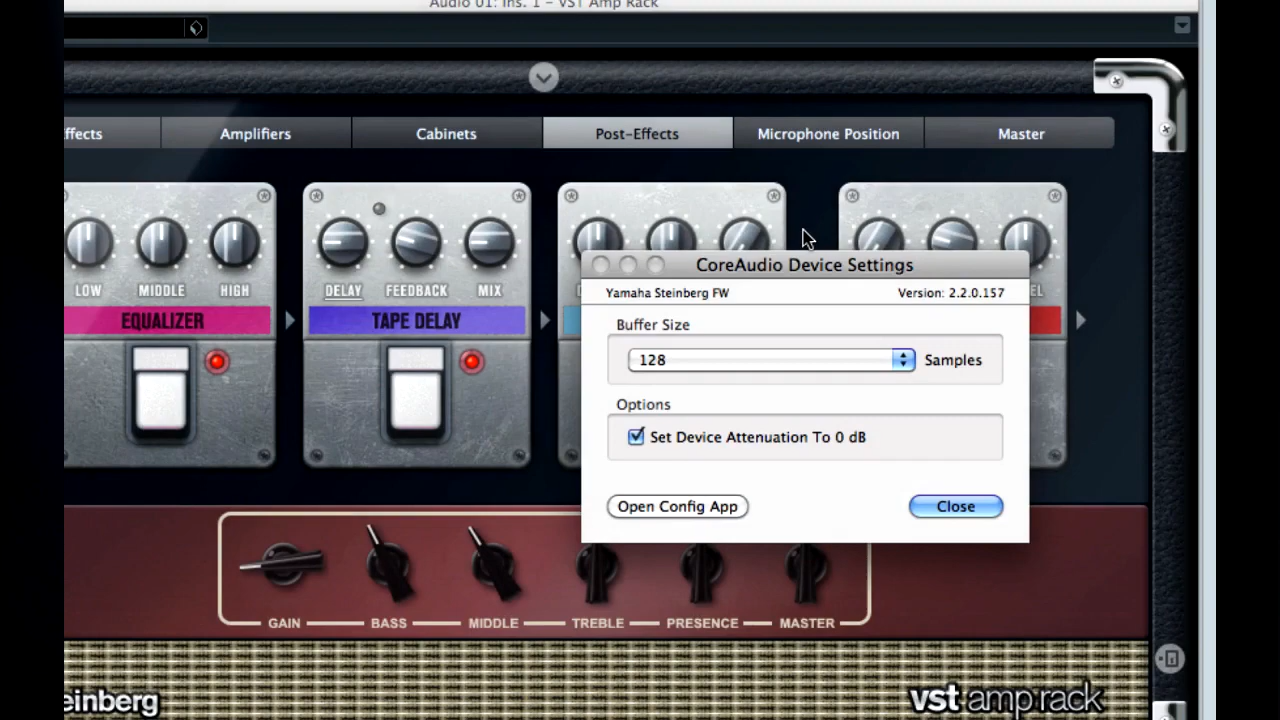 Audio 01: Ins. 1 - VST Amp Rack
ffects
Amplifiers
Cabinets
Post-Effects
Microphone Position
Master
LOW
MIDDLE
HIGH
DELAY
FEEDBACK
MIX
EL
EQUALIZER
TAPE DELAY
CoreAudio Device Settings
Yamaha Steinberg FW
Version: 2.2.0.157
Buffer Size
128
Samples
Options
Set Device Attenuation To 0 dB
Open Config App
Close
GAIN
BASS
MIDDLE
TREBLE
PRESENCE
MASTER
einberg
vst amp rack